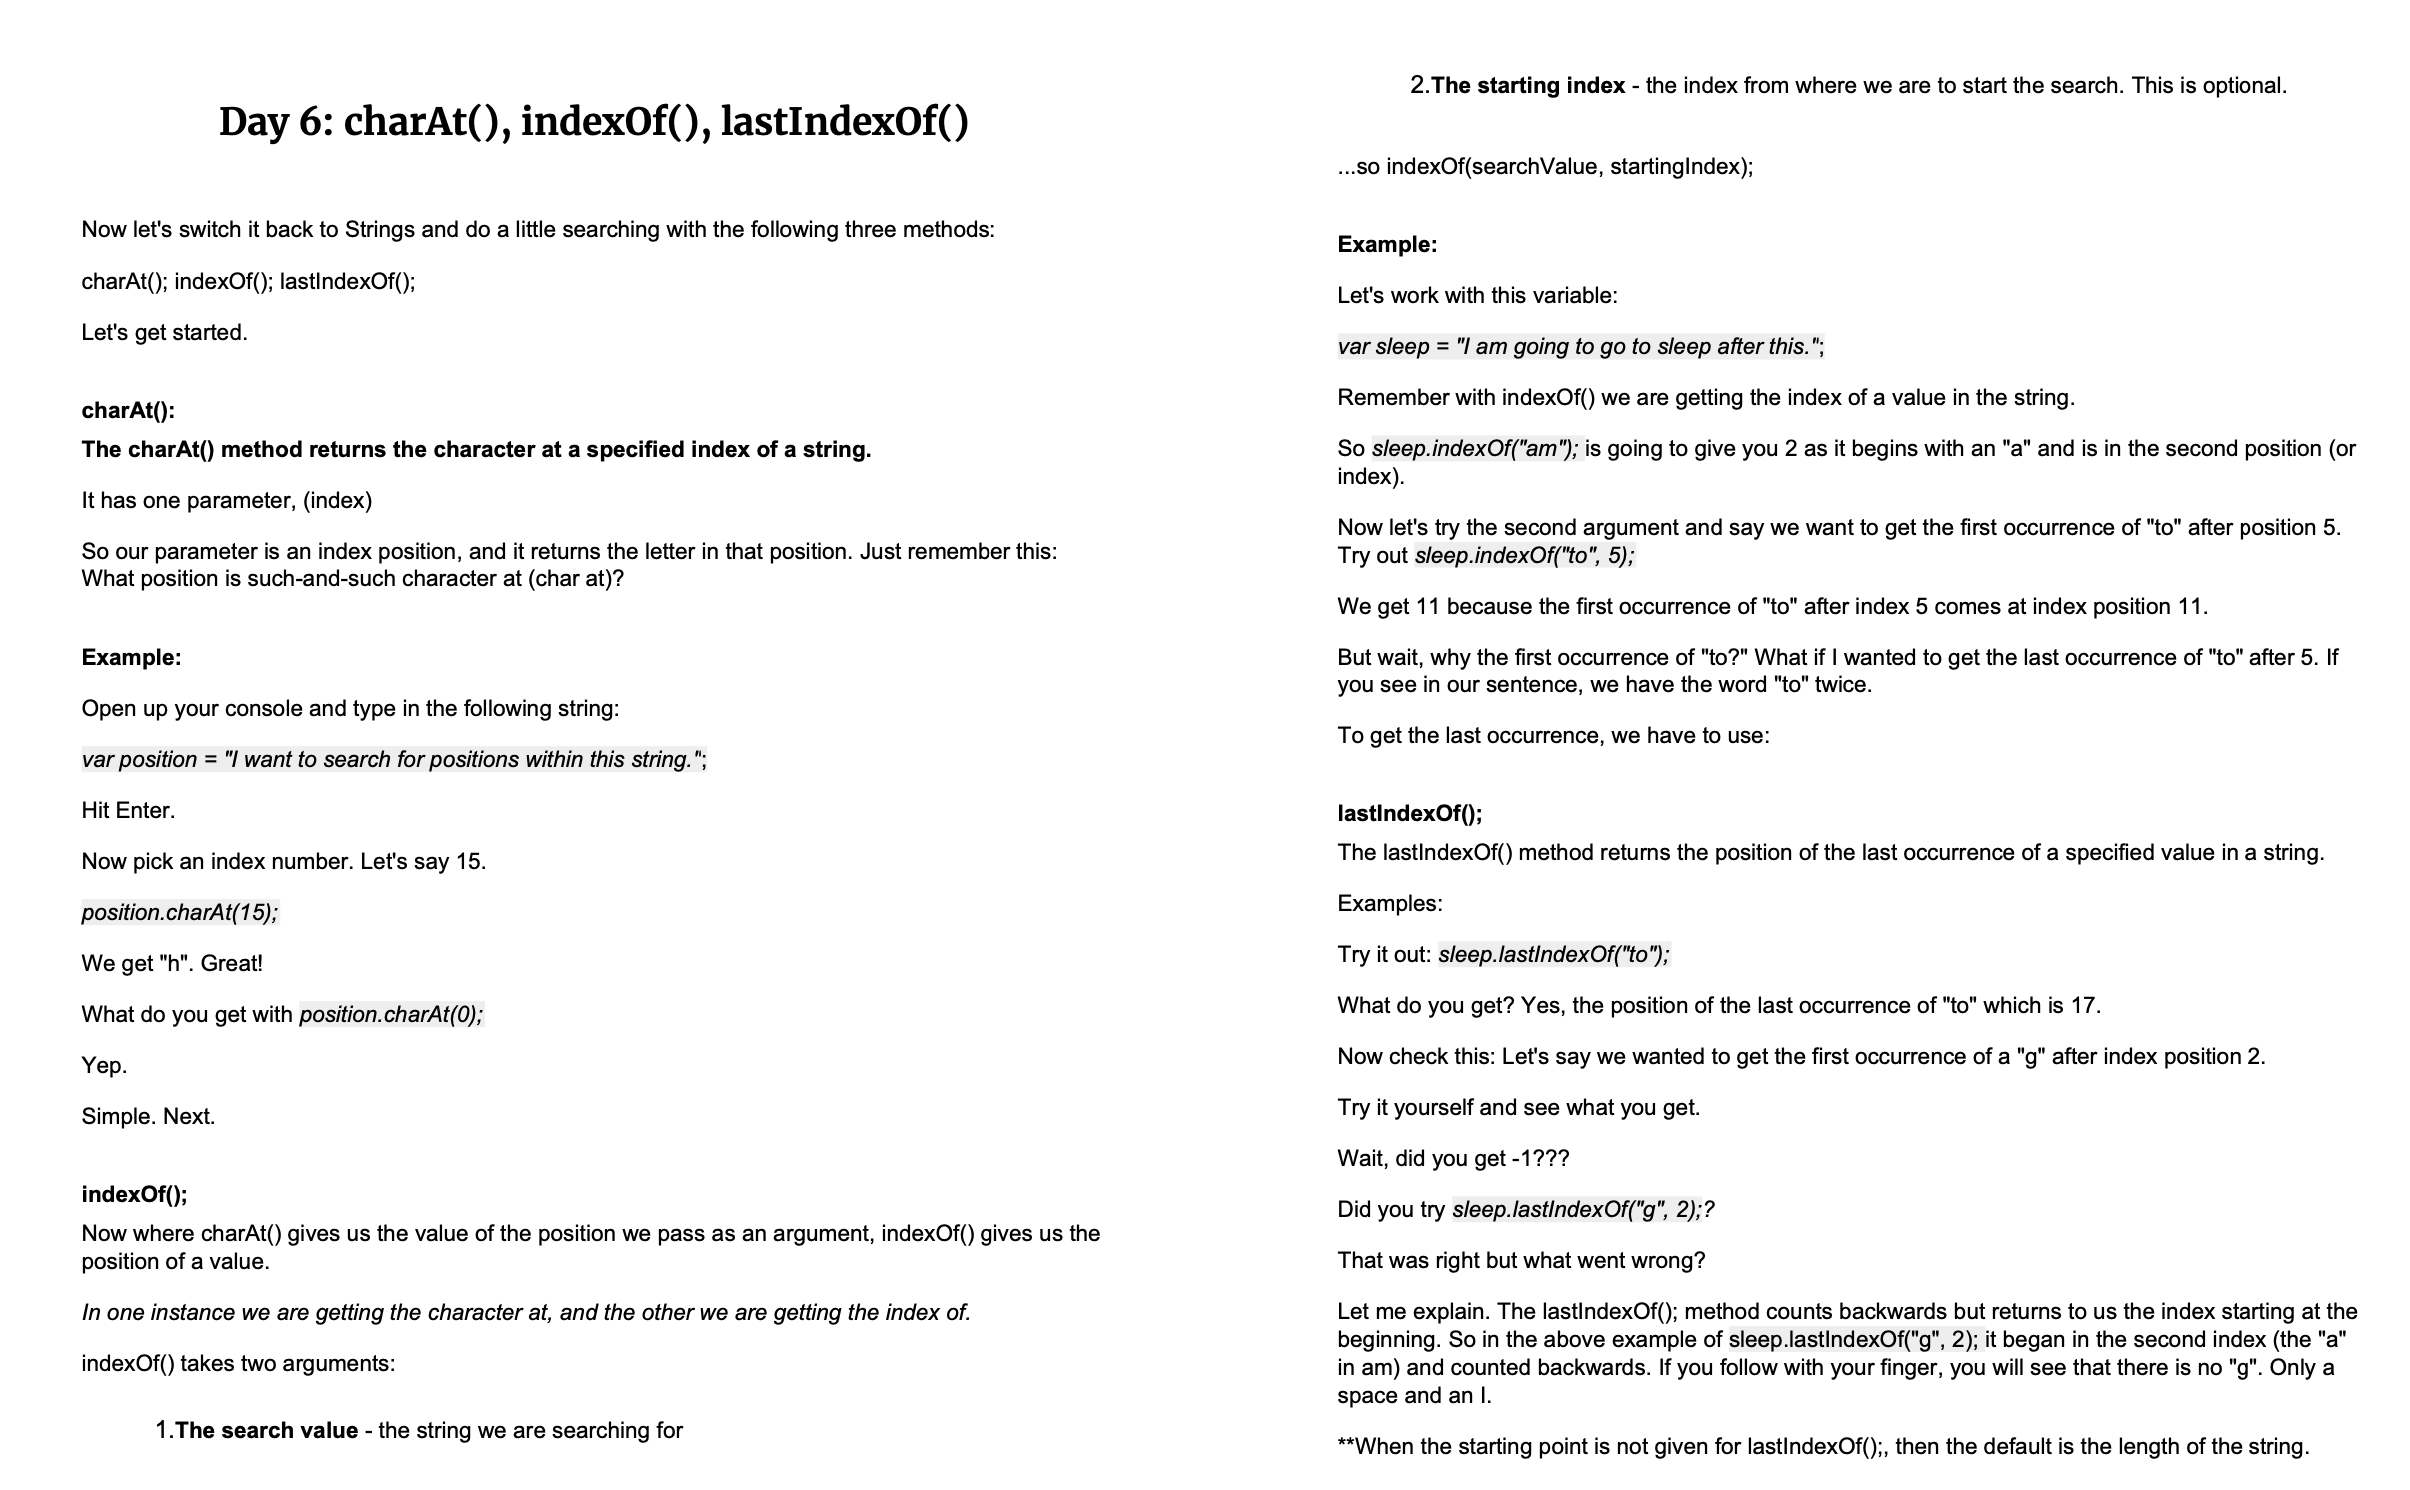 Day 6: charAt(), indexOf(), lastIndexOf()
Now let's switch it back to Strings and do a little searching with the following three methods:
charAt(); indexOf(); lastIndexOf();
Let's get started.
charAt():
The charAt() method returns the character at a specified index of a string.
It has one parameter, (index)
So our parameter is an index position, and it returns the letter in that position. Just remember this:
What position is such-and-such character at (char at)?
Example:
Open up your console and type in the following string:
var position = "I want to search for positions within this string.";
Hit Enter.
Now pick an index number. Let's say 15.
position.charAt(15);
We get "h". Great!
What do you get with position.charAt(0);
Yep.
Simple. Next.
indexOf();
Now where charAt() gives us the value of the position we pass as an argument, indexOf() gives us the
position of a value.
In one instance we are getting the character at, and the other we are getting the index of.
indexOf() takes two arguments:
1.The search value - the string we are searching for
2.The starting index - the index from where we are to start the search. This is optional.
...so indexOf(searchValue, startingIndex);
Example:
Let's work with this variable:
var sleep = "I am going to go to sleep after this.";
Remember with indexOf() we are getting the index of a value in the string.
So sleep.indexOf("am"); is going to give you 2 as it begins with an "a" and is in the second position (or
index).
Now let's try the second argument and say we want to get the first occurrence of "to" after position 5.
Try out sleep.indexOf("to", 5);
We get 11 because the first occurrence of "to" after index 5 comes at index position 11.
But wait, why the first occurrence of "to?" What if I wanted to get the last occurrence of "to" after 5. If
you see in our sentence, we have the word "to" twice.
To get the last occurrence, we have to use:
lastIndexOf();
The lastIndexOf() method returns the position of the last occurrence of a specified value in a string.
Examples:
Try it out: sleep.lastIndexOf("to");
What do you get? Yes, the position of the last occurrence of "to" which is 17.
Now check this: Let's say we wanted to get the first occurrence of a "g" after index position 2.
Try it yourself and see what you get.
Wait, did you get -1???
Did you try sleep.lastIndexOf("g", 2);?
That was right but what went wrong?
Let me explain. The lastIndexOf(); method counts backwards but returns to us the index starting at the
beginning. So in the above example of sleep.lastIndexOf("g", 2); it began in the second index (the "a"
in am) and counted backwards. If you follow with your finger, you will see that there is no "g". Only a
space and an I.
**When the starting point is not given for lastIndexOf();, then the default is the length of the string.